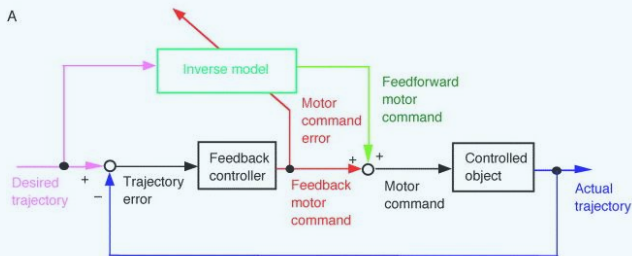 A
Inverse model
Feedforward
motor
command
Motor
command
error
Feedback
controller
Controlled
object
Desired
trajectory
+
−
Trajectory
error
Feedback
motor
command
+
+
Motor
command
Actual
trajectory